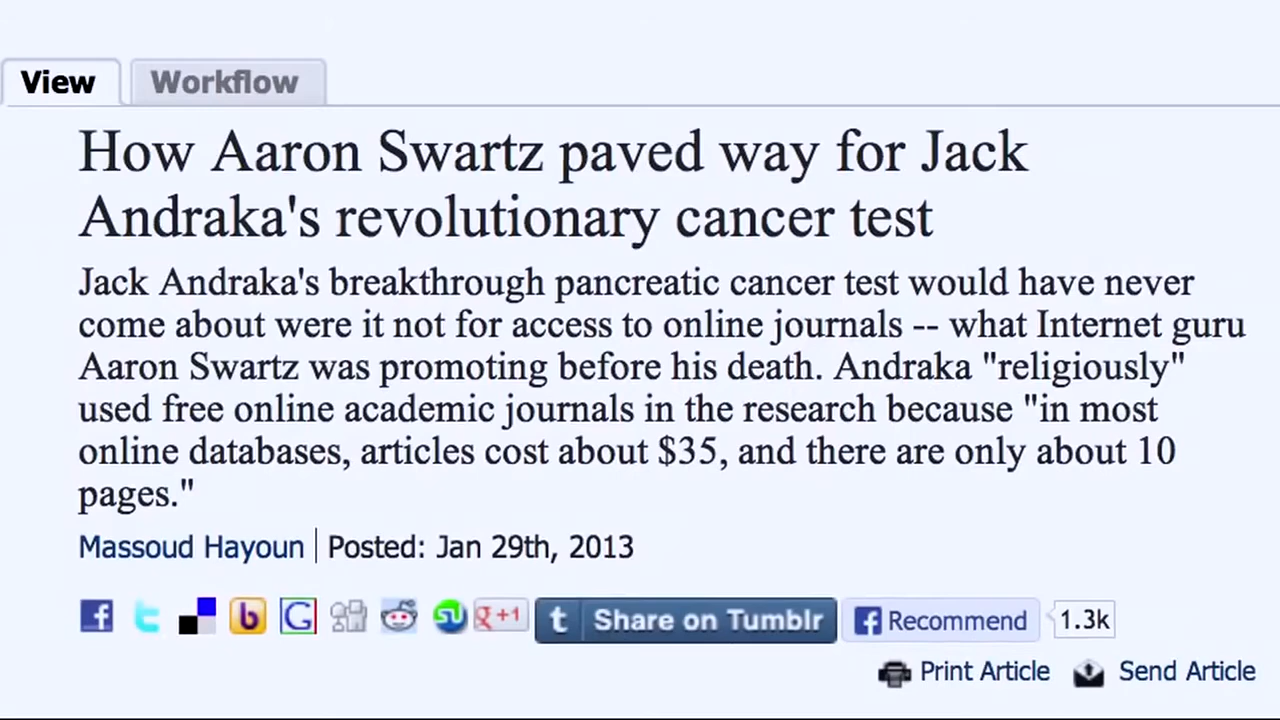 View
Workflow
How Aaron Swartz paved way for Jack
Andraka's revolutionary cancer test
Jack Andraka's breakthrough pancreatic cancer test would have never
come about were it not for access to online journals -- what Internet guru
Aaron Swartz was promoting before his death. Andraka "religiously"
used free online academic journals in the research because "in most
online databases, articles cost about $35, and there are only about 10
pages."
Massoud Hayoun | Posted: Jan 29th, 2013
f t b G SU g +1 t Share on Tumblr f Recommend 1.3k
Print Article Send Article